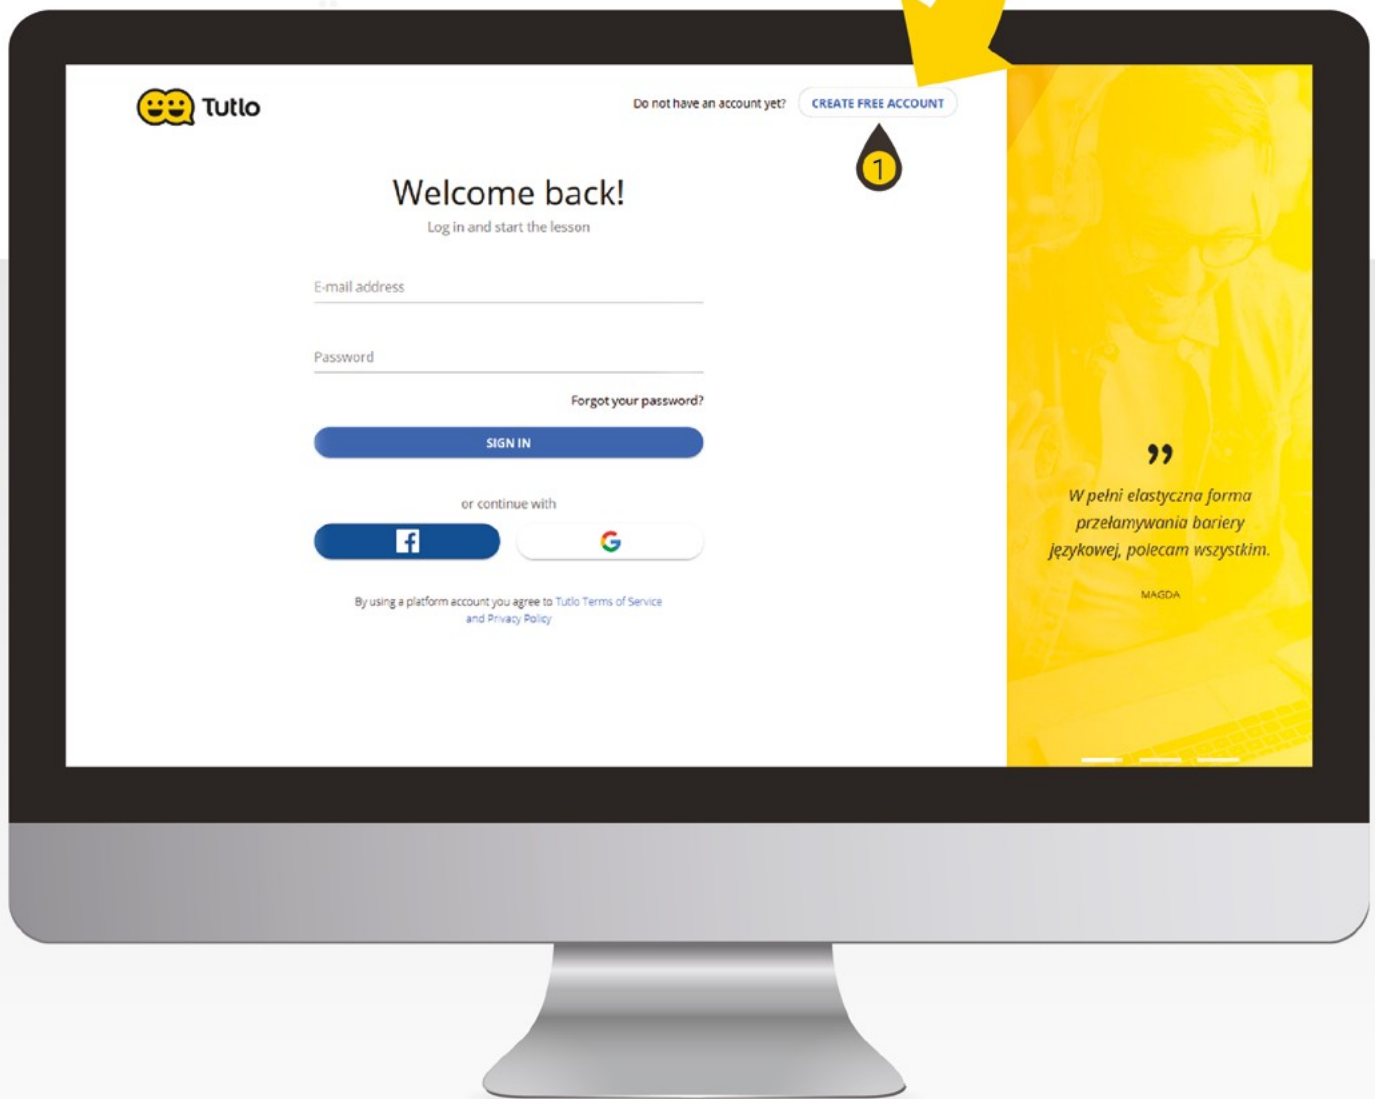 Tutlo
Do not have an account yet?
CREATE FREE ACCOUNT
1
Welcome back!
Log in and start the lesson
E-mail address
Password
Forgot your password?
SIGN IN
or continue with
f
G
By using a platform account you agree to Tutlo Terms of Service
and Privacy Policy
”
W pełni elastyczna forma
przełamywania bariery
językowej, polecam wszystkim.
MAGDA